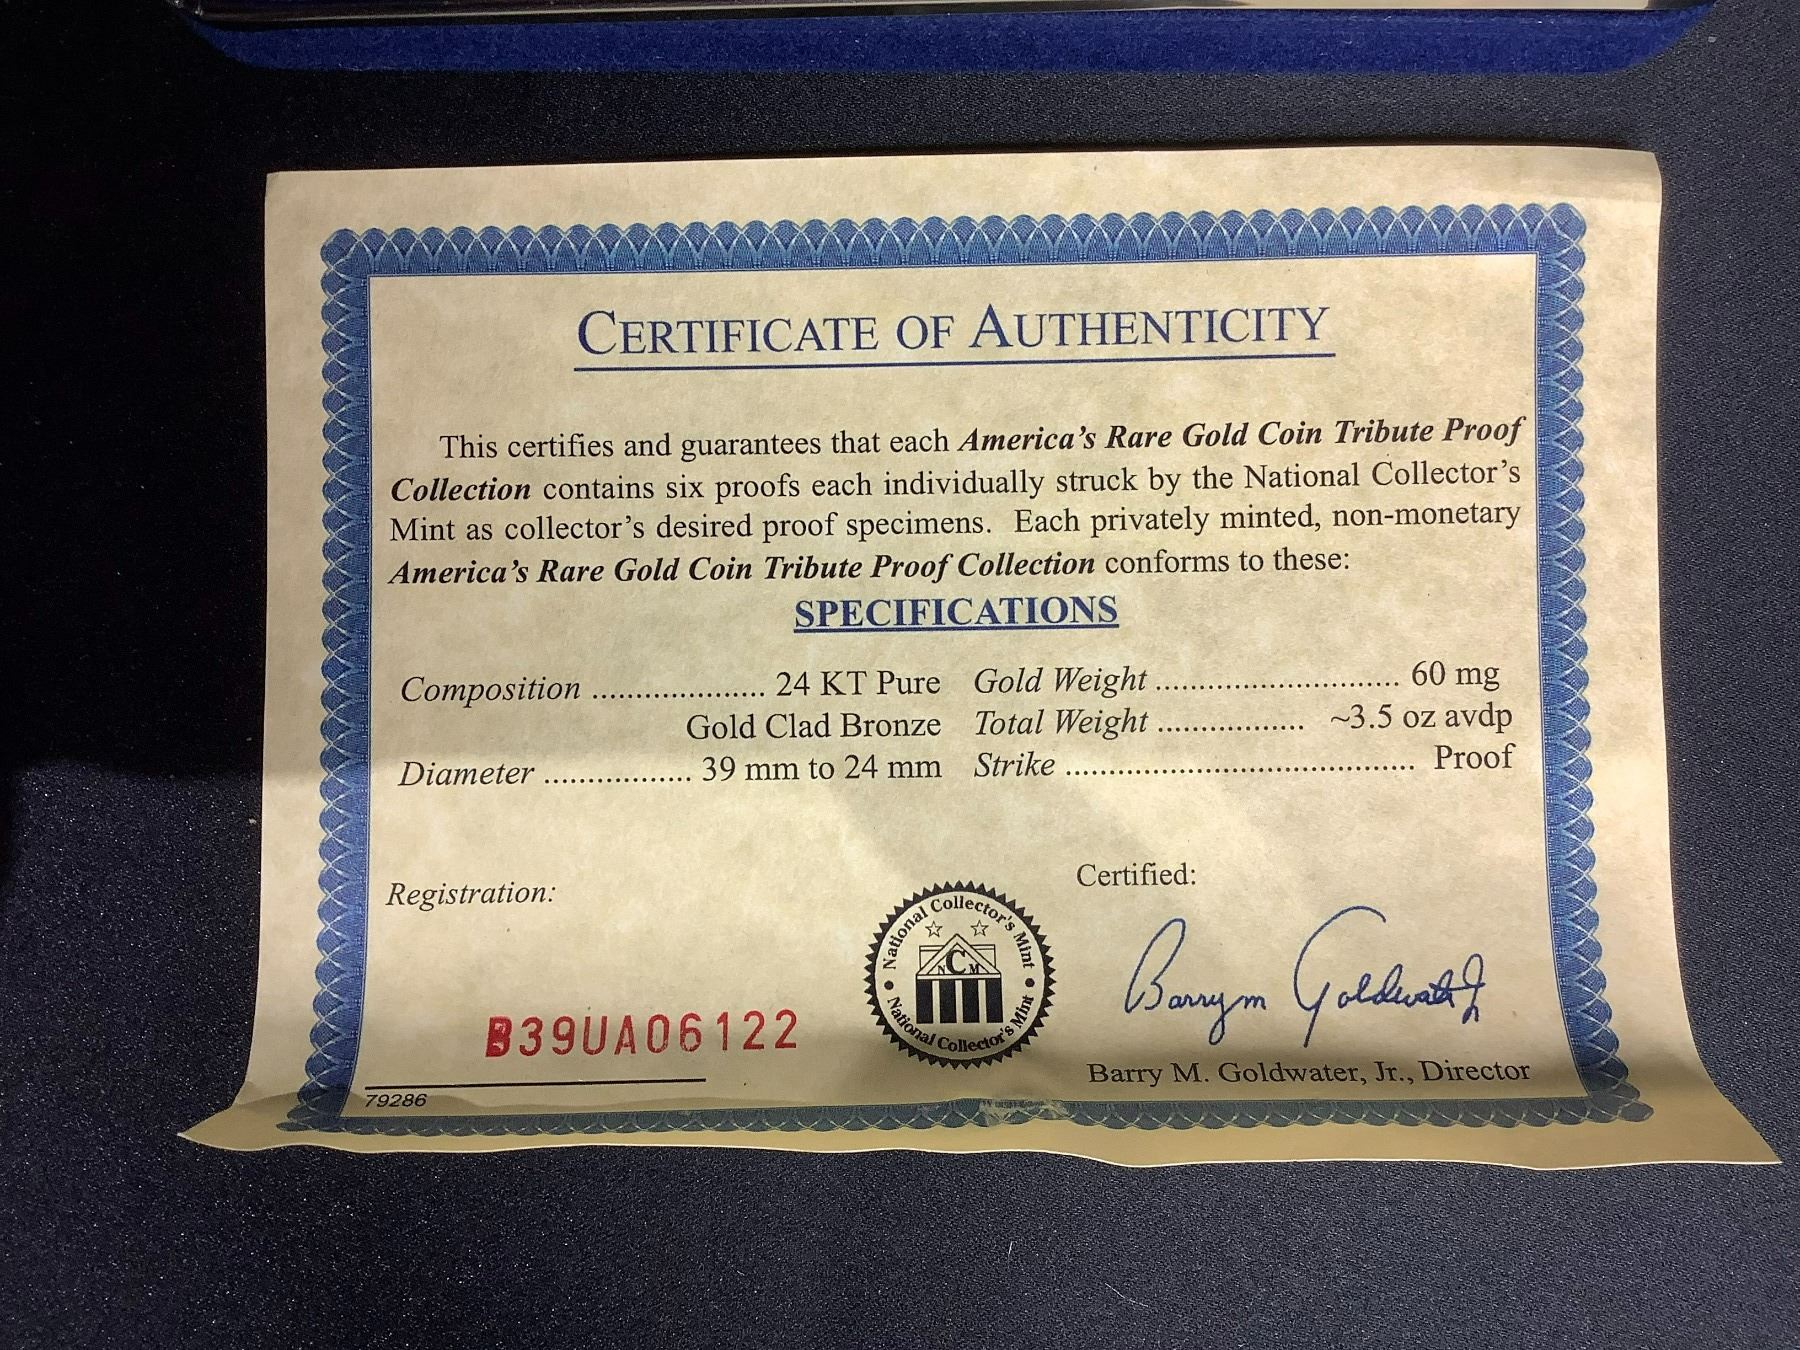 CERTIFICATE OF AUTHENTICITY
This certifies and guarantees that each America's Rare Gold Coin Tribute Proof
Collection contains six proofs each individually struck by the National Collector's
Mint as collector's desired proof specimens. Each privately minted, non-monetary
America's Rare Gold Coin Tribute Proof Collection conforms to these:
SPECIFICATIONS
Composition .................... 24 KT Pure
Gold Clad Bronze
Diameter ................. 39 mm to 24 mm
Gold Weight ............................ 60 mg
Total Weight ................. ~3.5 oz avdp
Strike ......................................... Proof
Registration:
B39UA06122
79286
National Collector's Mint
NCM
National Collector's Mint
Certified:
Barry M Goldwater Jr
Barry M. Goldwater, Jr., Director